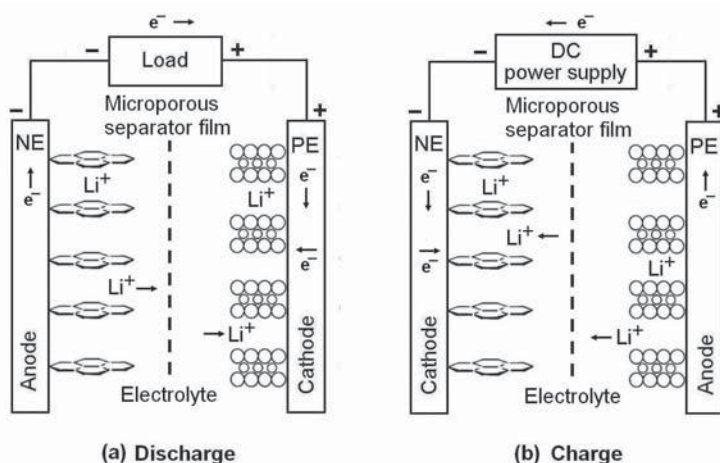 e⁻
Load
− +
Microporous
separator film
− +
NE
PE
Li⁺
Li⁺
e⁻
e⁻
e⁻
Li⁺
Li⁺
Anode
Cathode
Electrolyte
(a) Discharge
e⁻
DC
power supply
− +
Microporous
separator film
− +
NE
PE
Li⁺
e⁻
e⁻
Li⁺
e⁻
Li⁺
Li⁺
Cathode
Anode
Electrolyte
(b) Charge